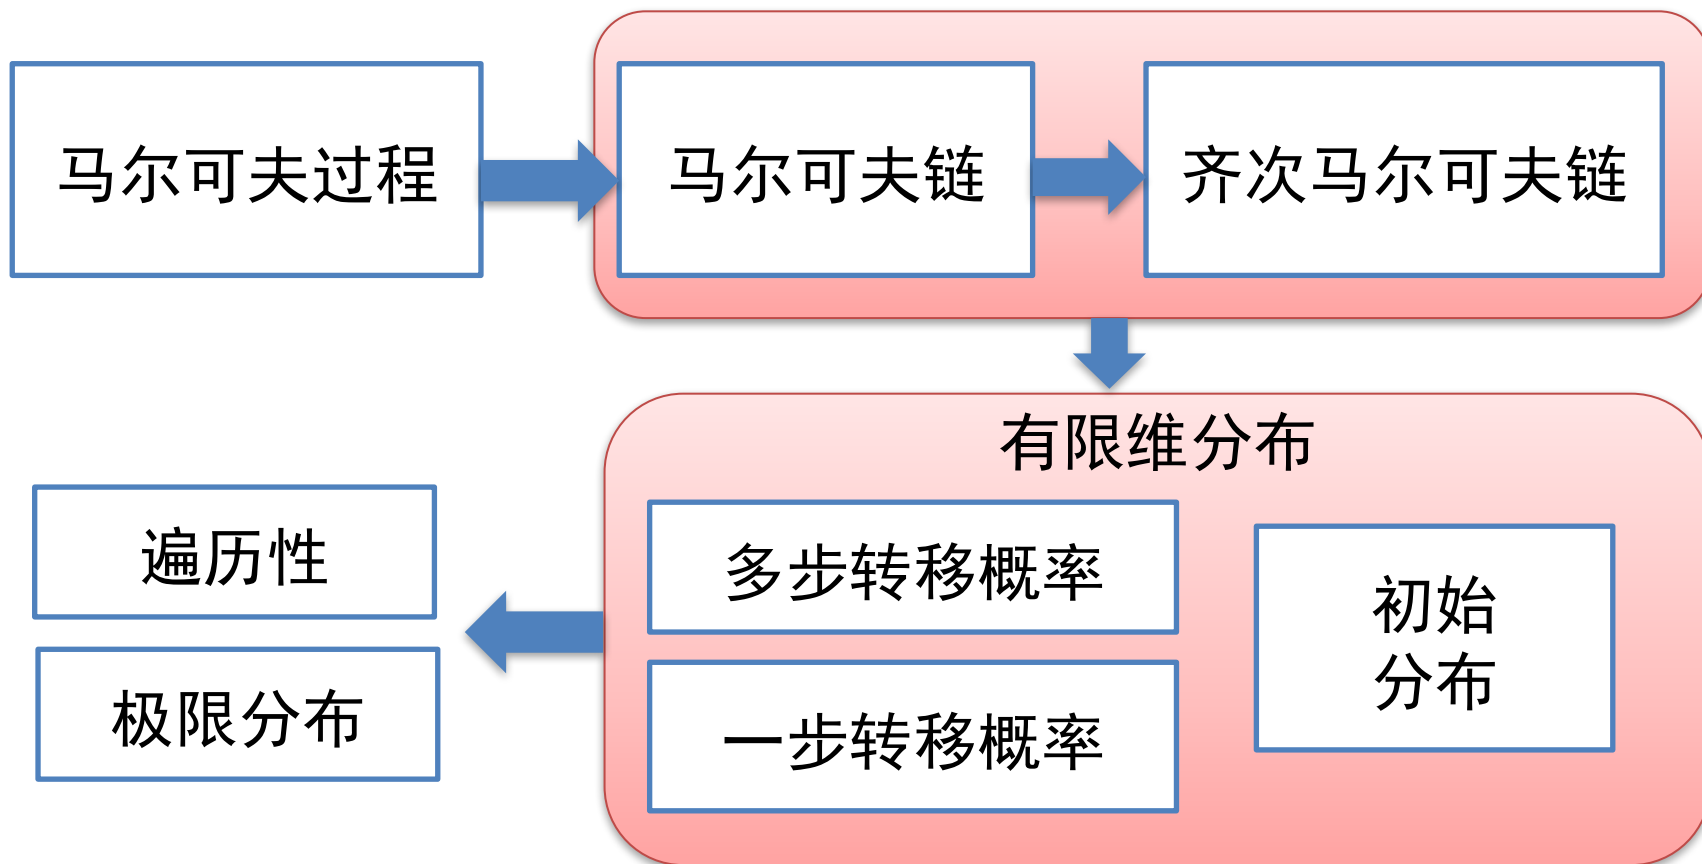 马尔可夫过程
马尔可夫链
齐次马尔可夫链
有限维分布
遍历性
极限分布
多步转移概率
一步转移概率
初始
分布